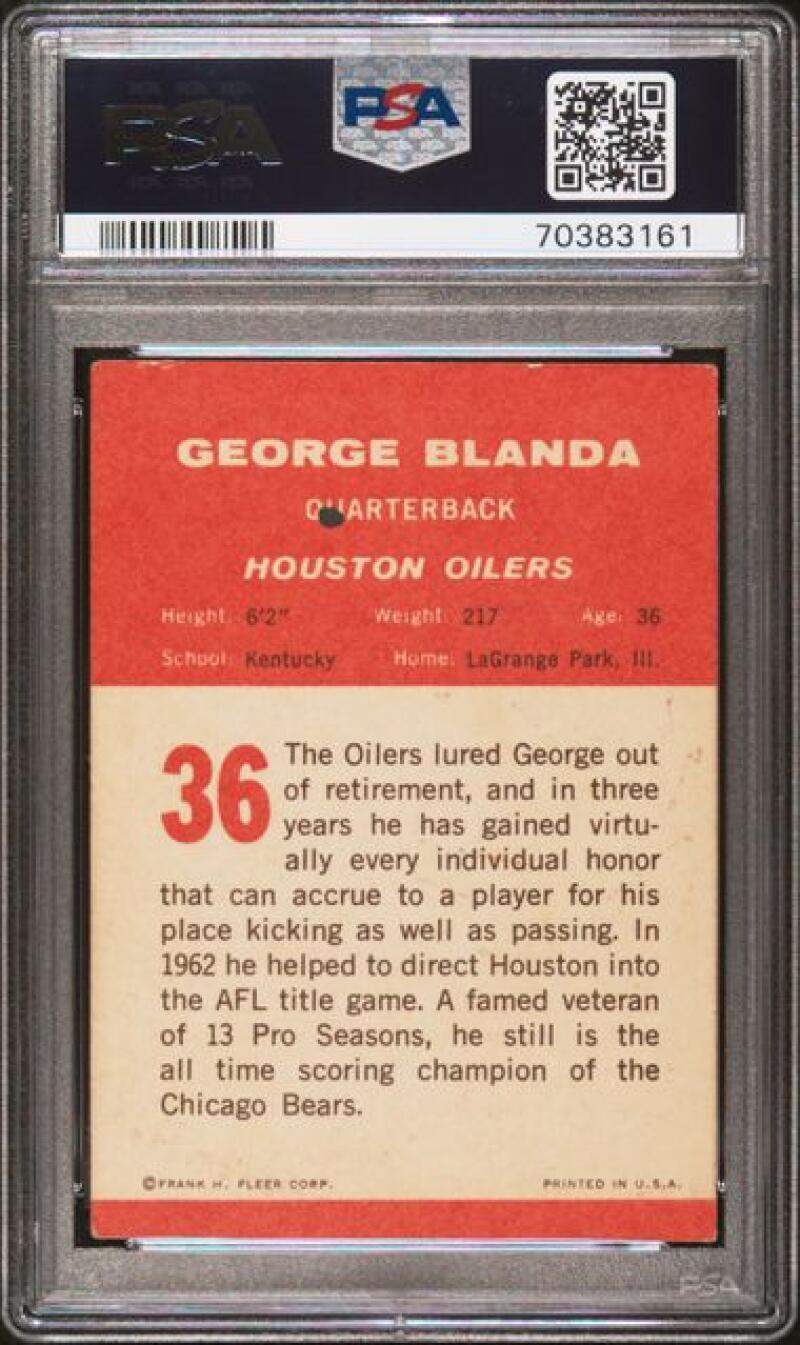 PSA
PSA
70383161
GEORGE BLANDA
QUARTERBACK
HOUSTON OILERS
Height: 6'2" Weight: 217 Age: 36
School: Kentucky Home: LaGrange Park, Ill.
36 The Oilers lured George out
of retirement, and in three
years he has gained virtu-
ally every individual honor
that can accrue to a player for his
place kicking as well as passing. In
1962 he helped to direct Houston into
the AFL title game. A famed veteran
of 13 Pro Seasons, he still is the
all time scoring champion of the
Chicago Bears.
©FRANK H. FLEER CORP. PRINTED IN U.S.A.
PSA